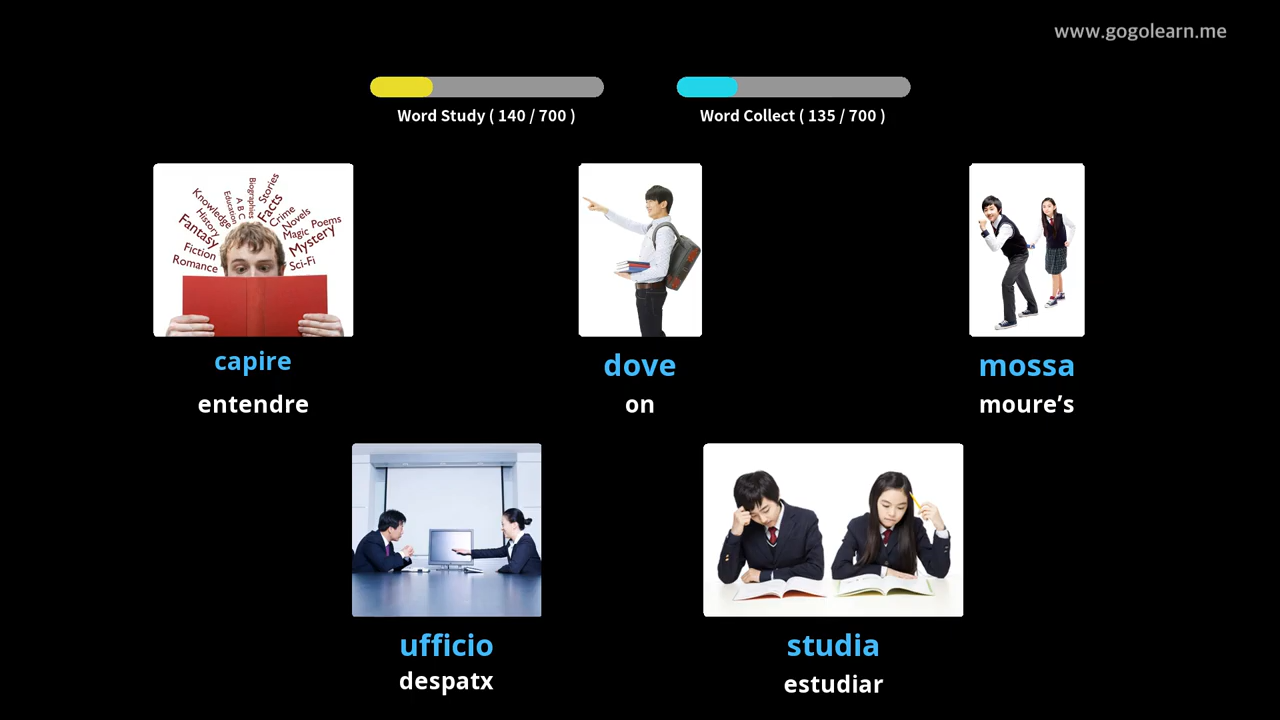 www.gogolearn.me
Word Study ( 140 / 700 )
Word Collect ( 135 / 700 )
Knowledge
History
Fantasy
Fiction
Romance
Education
A B C
Biographies
Stories
Facts
Crime
Novels
Magic Poems
Mystery
Sci-Fi
capire
entendre
dove
on
mossa
moure’s
ufficio
despatx
studia
estudiar